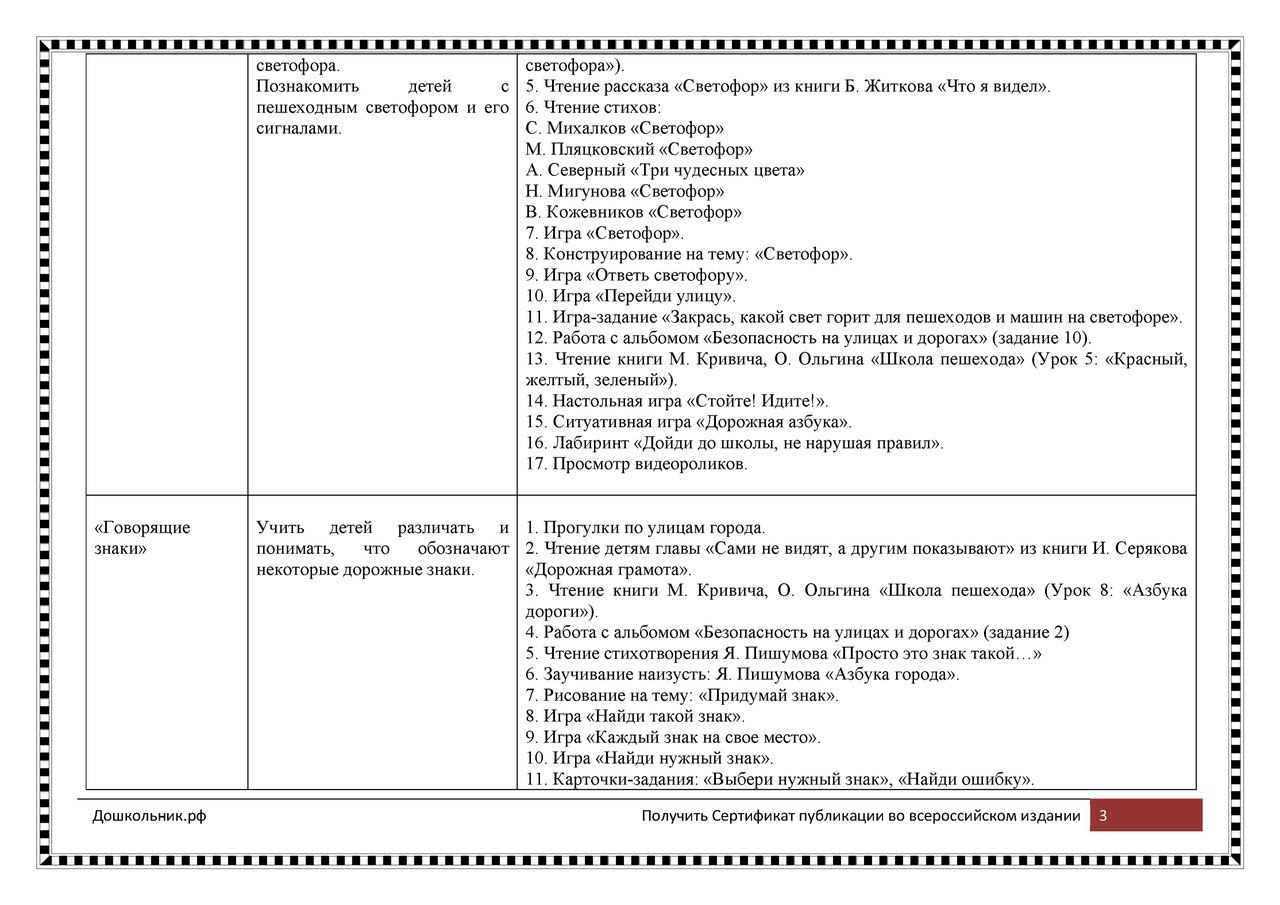 светофора.
Познакомить детей с
пешеходным светофором и его
сигналами.
светофора»).
5. Чтение рассказа «Светофор» из книги Б. Житкова «Что я видел».
6. Чтение стихов:
С. Михалков «Светофор»
М. Пляцковский «Светофор»
А. Северный «Три чудесных цвета»
Н. Мигунова «Светофор»
В. Кожевников «Светофор»
7. Игра «Светофор».
8. Конструирование на тему: «Светофор».
9. Игра «Ответь светофору».
10. Игра «Перейди улицу».
11. Игра-задание «Закрась, какой свет горит для пешеходов и машин на светофоре».
12. Работа с альбомом «Безопасность на улицах и дорогах» (задание 10).
13. Чтение книги М. Кривича, О. Ольгина «Школа пешехода» (Урок 5: «Красный,
желтый, зеленый»).
14. Настольная игра «Стойте! Идите!».
15. Ситуативная игра «Дорожная азбука».
16. Лабиринт «Дойди до школы, не нарушая правил».
17. Просмотр видеороликов.
«Говорящие
знаки»
Учить детей различать и
понимать, что обозначают
некоторые дорожные знаки.
1. Прогулки по улицам города.
2. Чтение детям главы «Сами не видят, а другим показывают» из книги И. Серякова
«Дорожная грамота».
3. Чтение книги М. Кривича, О. Ольгина «Школа пешехода» (Урок 8: «Азбука
дороги»).
4. Работа с альбомом «Безопасность на улицах и дорогах» (задание 2)
5. Чтение стихотворения Я. Пишумова «Просто это знак такой…»
6. Заучивание наизусть: Я. Пишумова «Азбука города».
7. Рисование на тему: «Придумай знак».
8. Игра «Найди такой знак».
9. Игра «Каждый знак на свое место».
10. Игра «Найди нужный знак».
11. Карточки-задания: «Выбери нужный знак», «Найди ошибку».
Дошкольник.рф
Получить Сертификат публикации во всероссийском издании 3